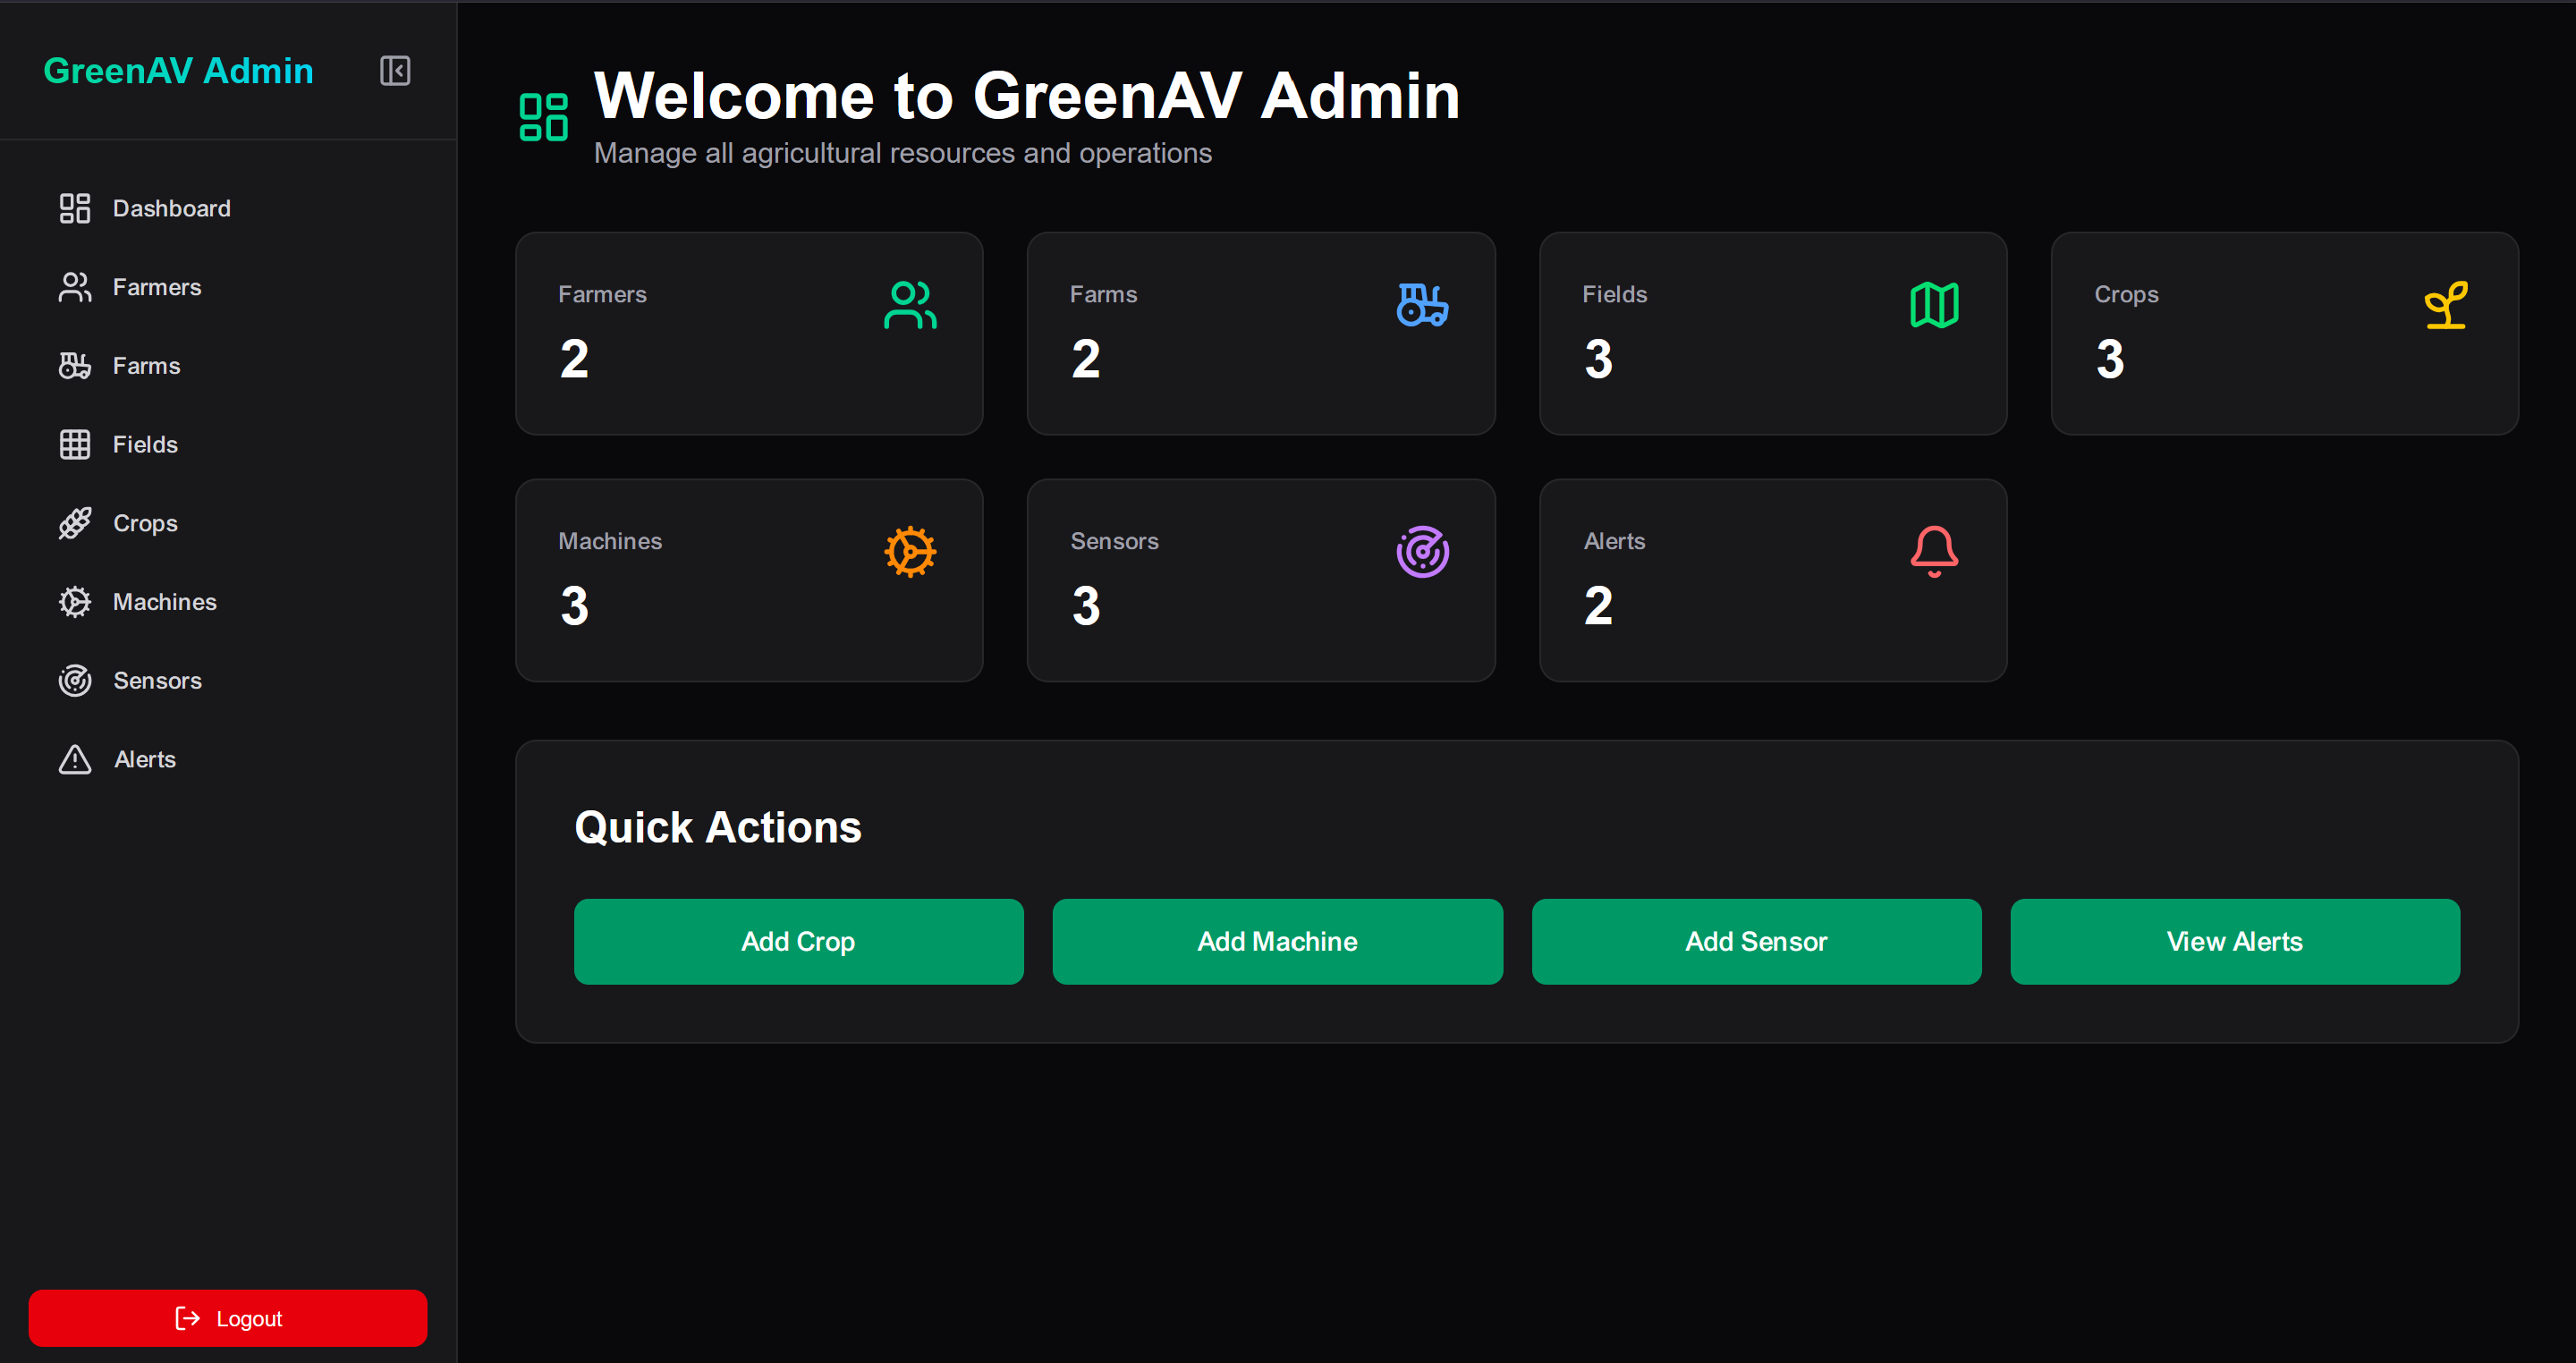 GreenAV Admin
Dashboard
Farmers
Farms
Fields
Crops
Machines
Sensors
Alerts
Logout
Welcome to GreenAV Admin
Manage all agricultural resources and operations
Farmers
2
Farms
2
Fields
3
Crops
3
Machines
3
Sensors
3
Alerts
2
Quick Actions
Add Crop
Add Machine
Add Sensor
View Alerts